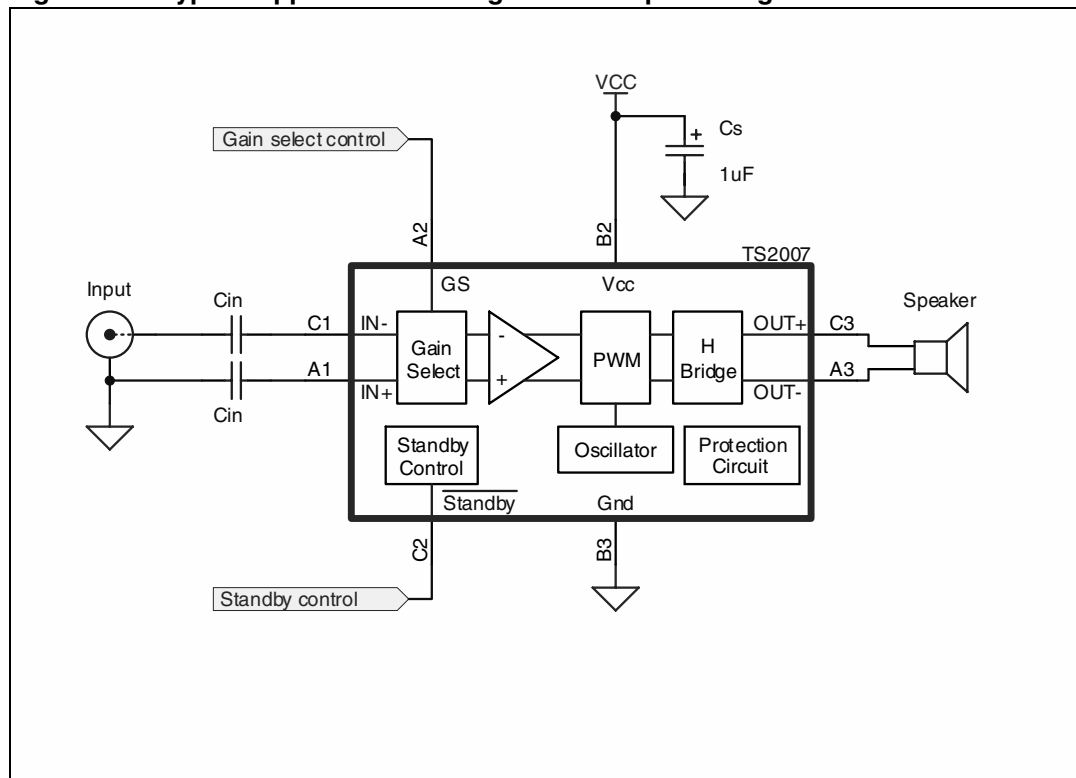 VCC
Gain select control
+
Cs
1uF
A2
B2
TS2007
GS
Vcc
Input
Cin
C1
IN-
Gain
Select
-
+
PWM
H
Bridge
OUT+
C3
Speaker
A1
IN+
OUT-
A3
Cin
Standby
Control
Oscillator
Protection
Circuit
Standby
Gnd
C2
B3
Standby control